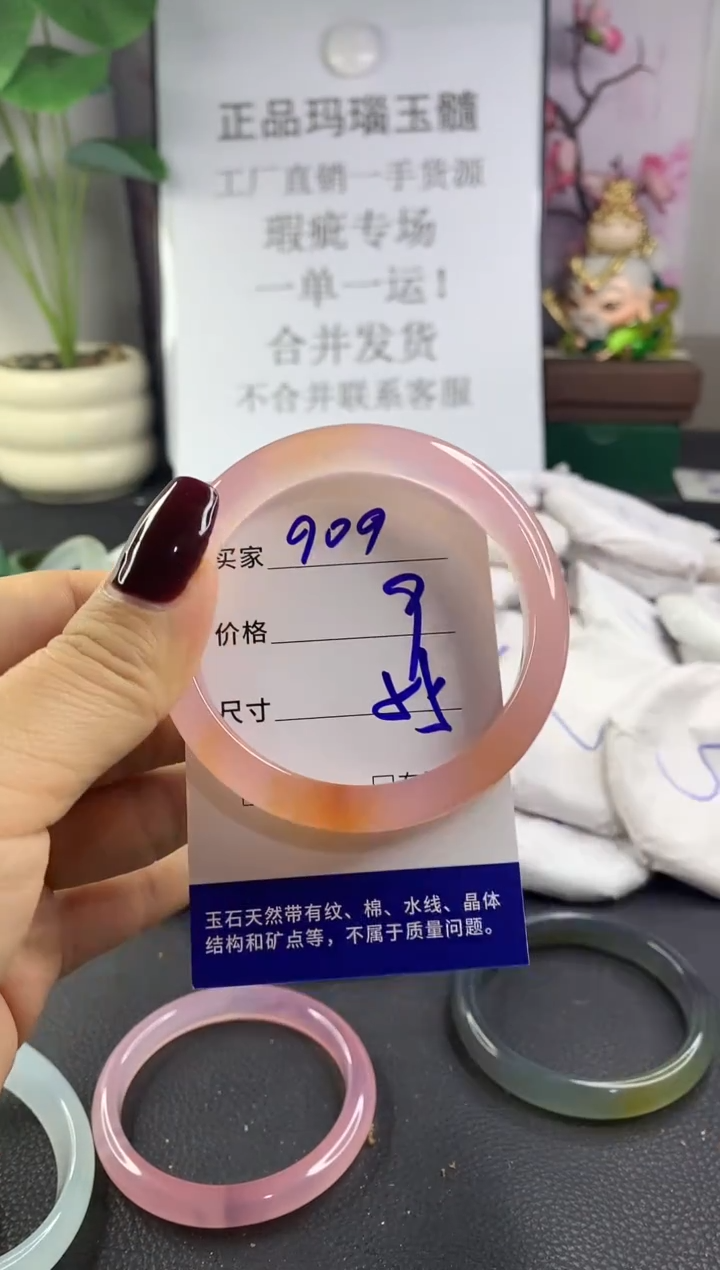 正品玛瑙玉髓
工厂直销一手货源
瑕疵专场
一单一运!
合并发货
不合并联系客服
买家 909
价格
尺寸
玉石天然带有纹、棉、水线、晶体
结构和矿点等，不属于质量问题。